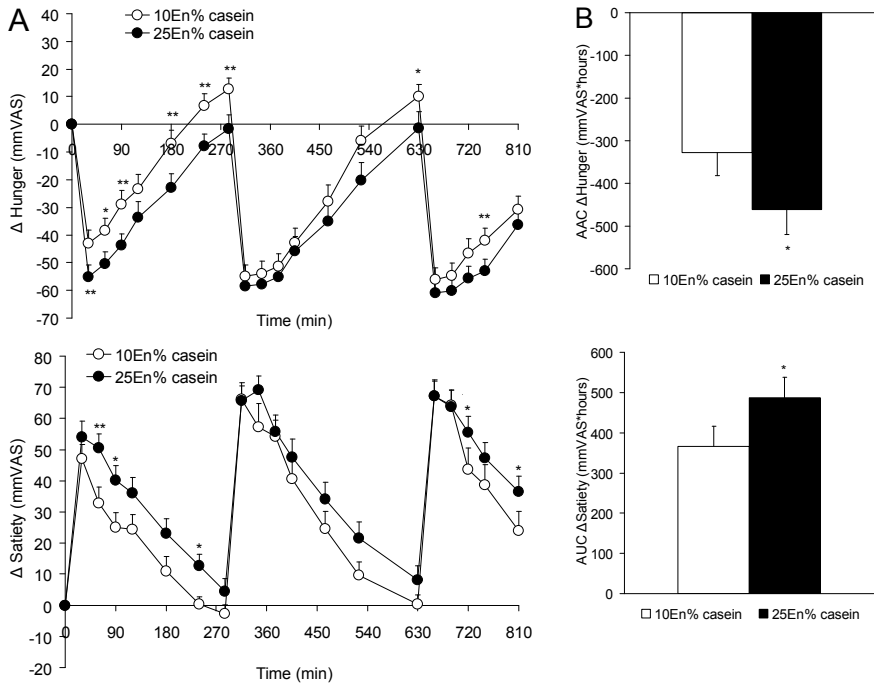 A
10En% casein
25En% casein
Δ Hunger (mmVAS)
40
30
20
10
0
-10
-20
-30
-40
-50
-60
-70
0 90 180 270 360 450 540 630 720 810
** * ** ** ** ** * **
**
Time (min)
10En% casein
25En% casein
Δ Satiety (mmVAS)
80
70
60
50
40
30
20
10
0
-10
-20
0 90 180 270 360 450 540 630 720 810
** * * * *
Time (min)
B
AAC ΔHunger (mmVAS*hours)
0
-100
-200
-300
-400
-500
-600
*
10En% casein 25En% casein
AUC ΔSatiety (mmVAS*hours)
600
500
400
300
200
100
0
*
10En% casein 25En% casein